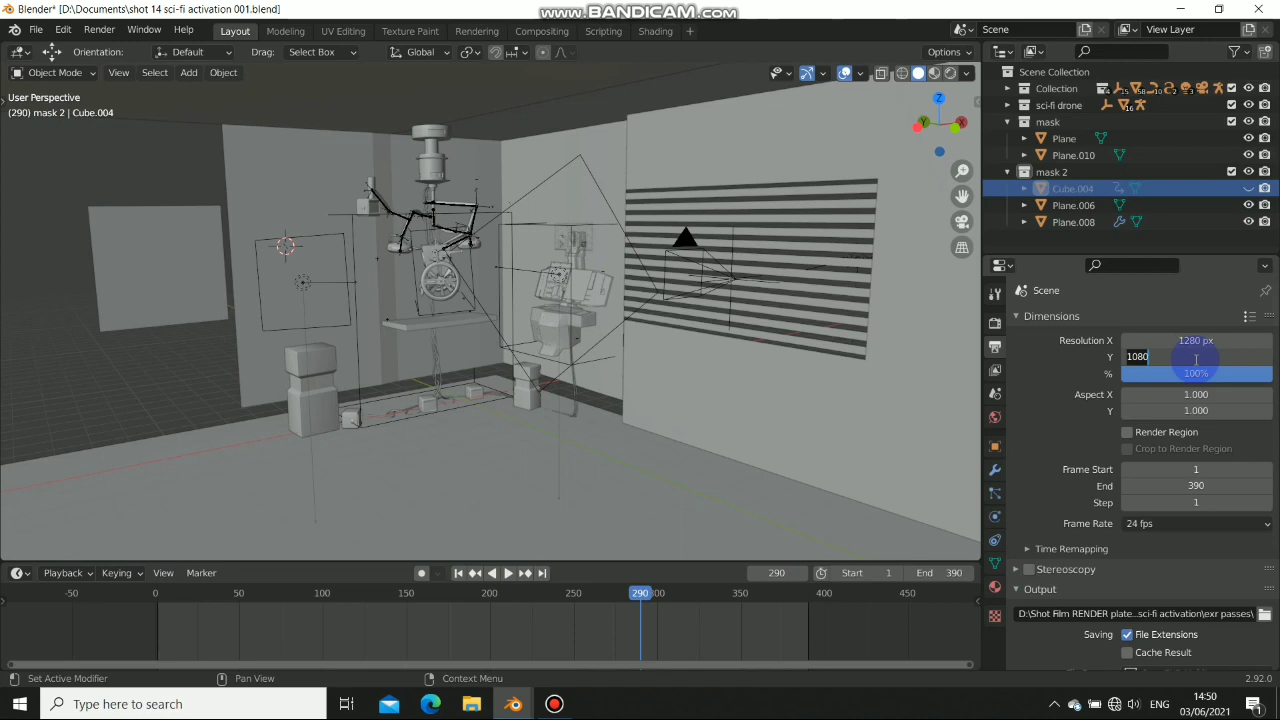 Blender* [D:\Documents\shot 14 sci-fi activation 001.blend]
www.BANDICAM.com
File Edit Render Window Help
Layout Modeling UV Editing Texture Paint Rendering Compositing Scripting Shading
Scene
View Layer
Orientation: Default Drag: Select Box Global Options
Object Mode View Select Add Object
User Perspective
(290) mask 2 | Cube.004
Z
Y
X
Scene Collection
Collection 4 15 58 10 2 3
sci-fi drone 16
mask
Plane
Plane.010
mask 2
Cube.004
Plane.006
Plane.008
Scene
Dimensions
Resolution X 1280 px
Y 1080
% 100%
Aspect X 1.000
Y 1.000
Render Region
Crop to Render Region
Frame Start 1
End 390
Step 1
Frame Rate 24 fps
Time Remapping
Stereoscopy
Output
D:\Shot Film RENDER plate...sci-fi activation\exr passes\
Saving File Extensions
Cache Result
Playback Keying View Marker 290 Start 1 End 390
-50 0 50 100 150 200 250 290 300 350 400 450
Set Active Modifier Pan View Context Menu 2.92.0
Type here to search
ENG
14:50
03/06/2021